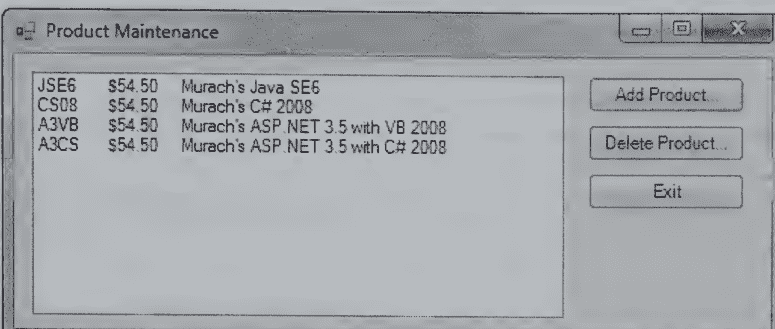 Product Maintenance
JSE6 $54.50 Murach's Java SE6
CS08 $54.50 Murach's C# 2008
A3VB $54.50 Murach's ASP.NET 3.5 with VB 2008
A3CS $54.50 Murach's ASP.NET 3.5 with C# 2008
Add Product...
Delete Product...
Exit